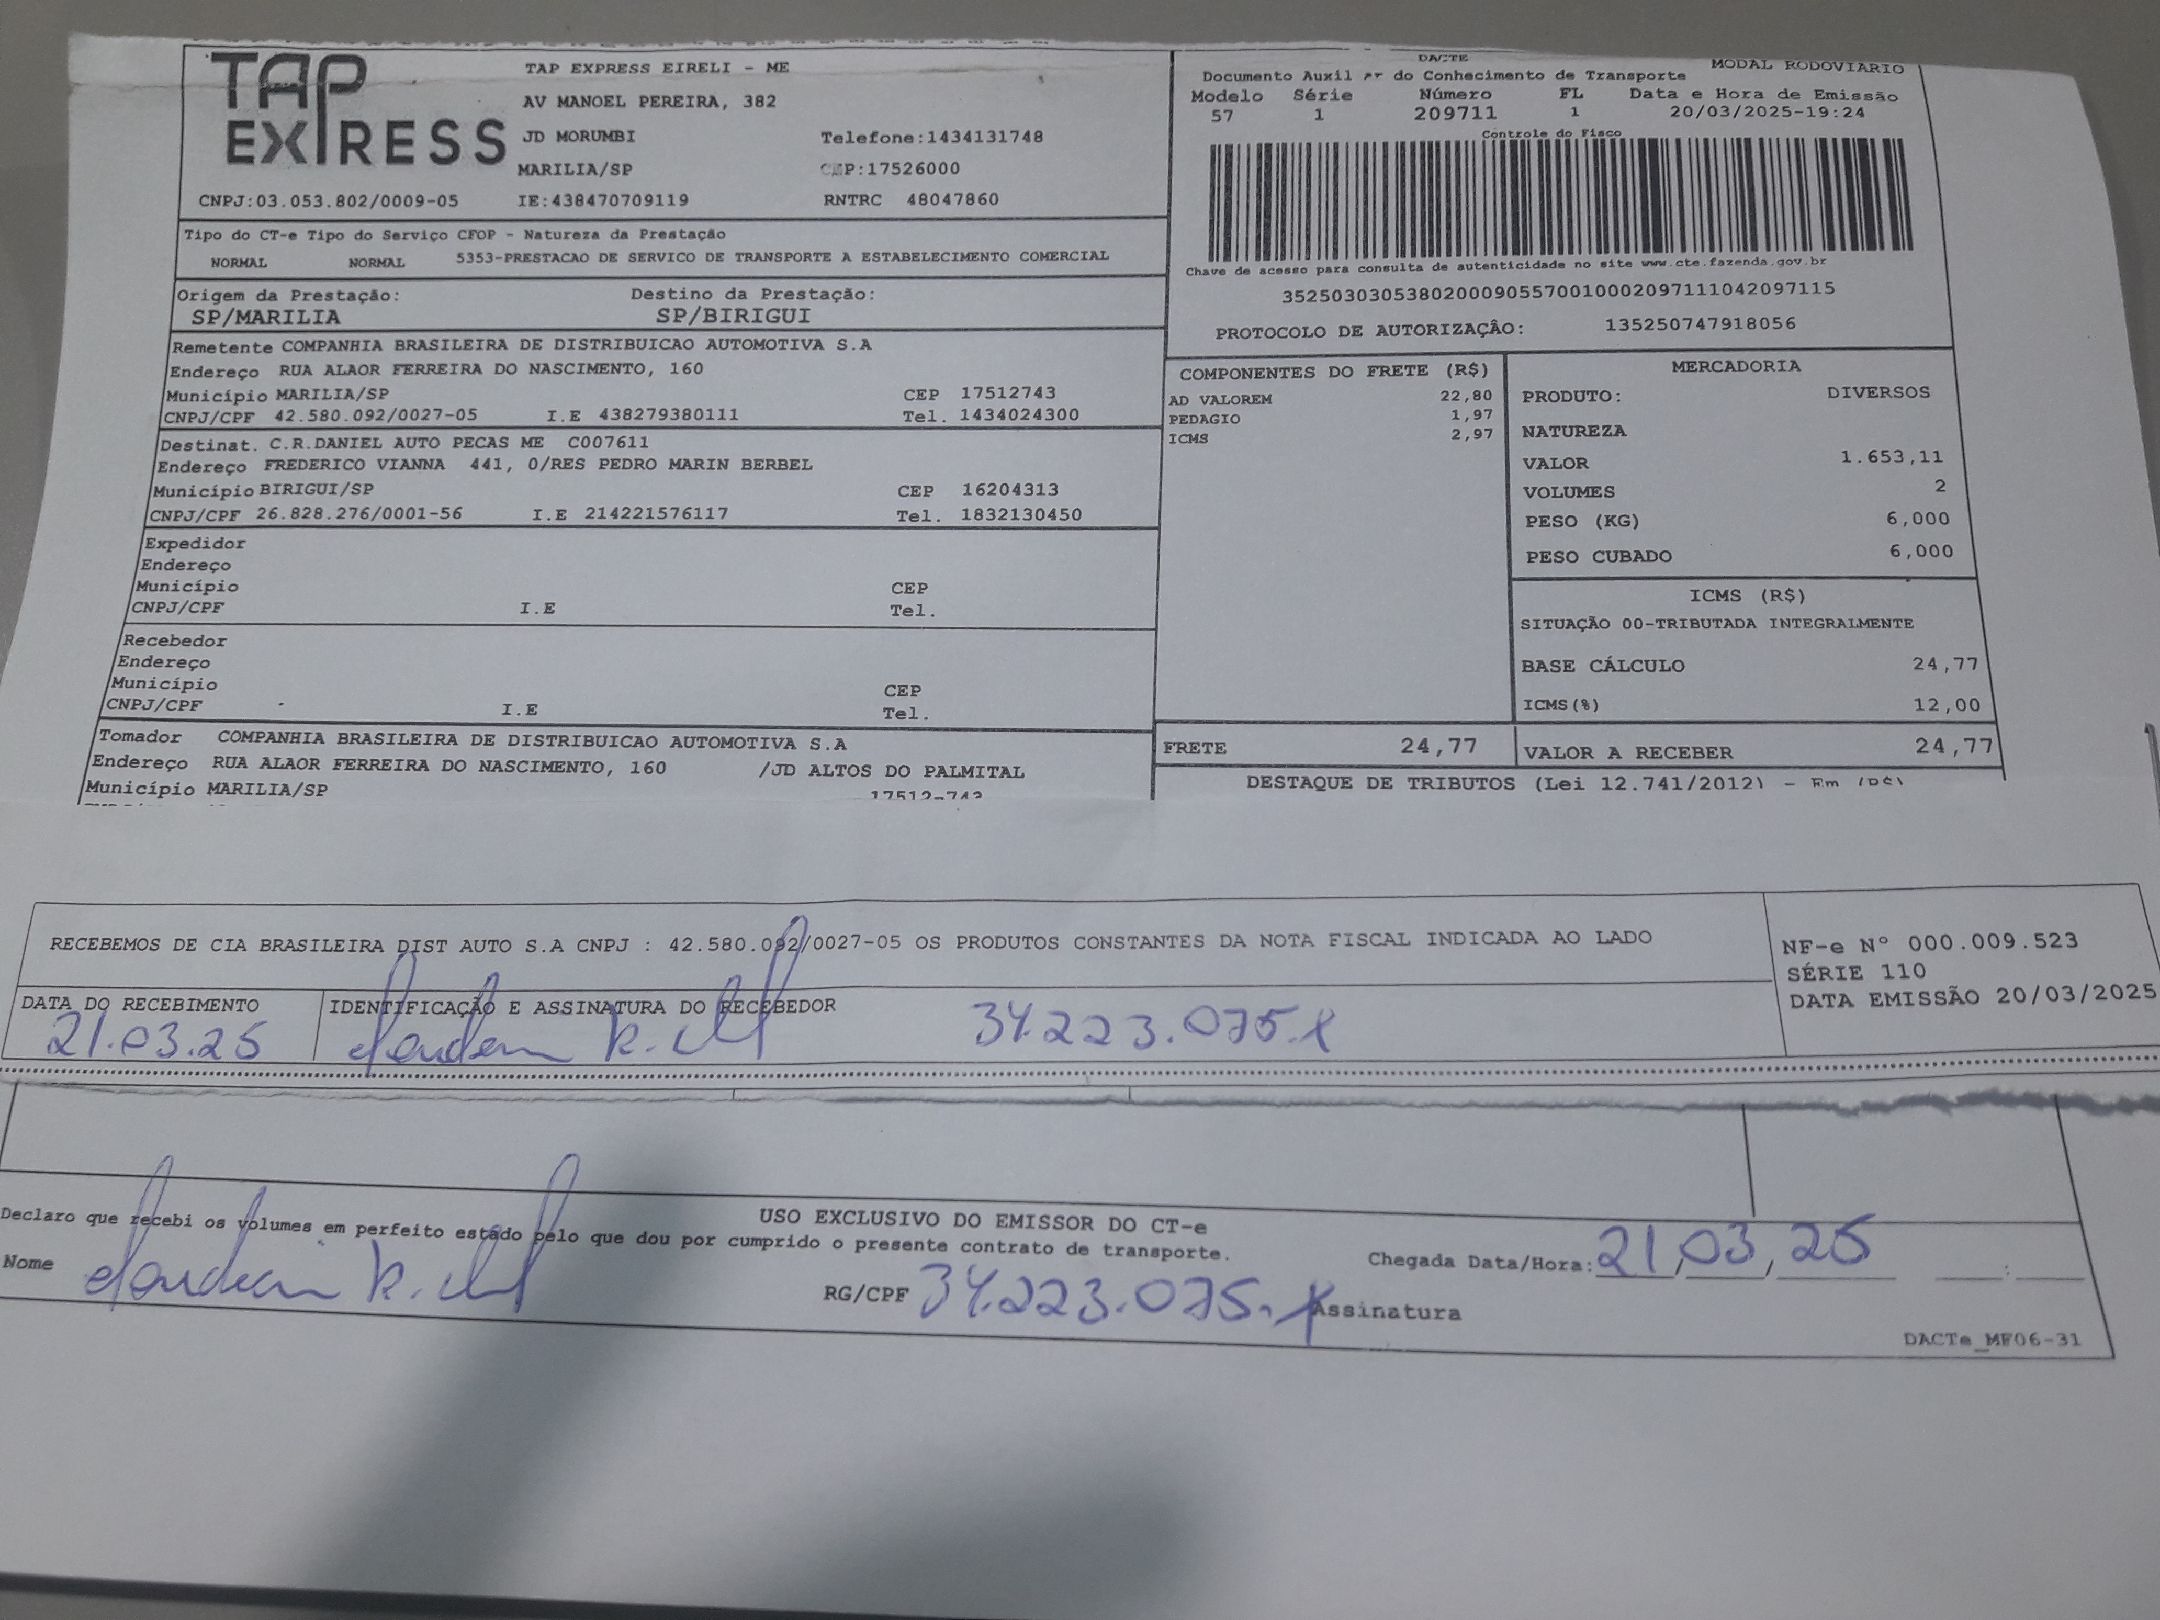 TAP EXPRESS
TAP EXPRESS EIRELI - ME
AV MANOEL PEREIRA, 382
JD MORUMBI Telefone:1434131748
MARILIA/SP CEP:17526000
CNPJ:03.053.802/0009-05 IE:438470709119 RNTRC 48047860
DACTE MODAL RODOVIARIO
Documento Auxil ar do Conhecimento de Transporte
Modelo Série Número FL Data e Hora de Emissão
57 1 209711 1 20/03/2025-19:24
Controle do Fisco
Chave de acesso para consulta de autenticidade no site www.cte.fazenda.gov.br
35250303053802000905570010002097111042097115
PROTOCOLO DE AUTORIZAÇÃO: 135250747918056
Tipo do CT-e Tipo do Serviço CFOP - Natureza da Prestação
NORMAL NORMAL 5353-PRESTACAO DE SERVICO DE TRANSPORTE A ESTABELECIMENTO COMERCIAL
Origem da Prestação: Destino da Prestação:
SP/MARILIA SP/BIRIGUI
Remetente COMPANHIA BRASILEIRA DE DISTRIBUICAO AUTOMOTIVA S.A
Endereço RUA ALAOR FERREIRA DO NASCIMENTO, 160
Município MARILIA/SP CEP 17512743
CNPJ/CPF 42.580.092/0027-05 I.E 438279380111 Tel. 1434024300
Destinat. C.R.DANIEL AUTO PECAS ME C007611
Endereço FREDERICO VIANNA 441, 0/RES PEDRO MARIN BERBEL
Município BIRIGUI/SP CEP 16204313
CNPJ/CPF 26.828.276/0001-56 I.E 214221576117 Tel. 1832130450
Expedidor
Endereço
Município CEP
CNPJ/CPF I.E Tel.
Recebedor
Endereço
Município CEP
CNPJ/CPF I.E Tel.
Tomador COMPANHIA BRASILEIRA DE DISTRIBUICAO AUTOMOTIVA S.A
Endereço RUA ALAOR FERREIRA DO NASCIMENTO, 160 /JD ALTOS DO PALMITAL
Município MARILIA/SP 17512-743
COMPONENTES DO FRETE (R$)
AD VALOREM 22,80
PEDAGIO 1,97
ICMS 2,97
FRETE 24,77
MERCADORIA
PRODUTO: DIVERSOS
NATUREZA
VALOR 1.653,11
VOLUMES 2
PESO (KG) 6,000
PESO CUBADO 6,000
ICMS (R$)
SITUAÇÃO 00-TRIBUTADA INTEGRALMENTE
BASE CÁLCULO 24,77
ICMS(%) 12,00
VALOR A RECEBER 24,77
DESTAQUE DE TRIBUTOS (Lei 12.741/2012) - Em (R$)
RECEBEMOS DE CIA BRASILEIRA DIST AUTO S.A CNPJ : 42.580.092/0027-05 OS PRODUTOS CONSTANTES DA NOTA FISCAL INDICADA AO LADO
NF-e Nº 000.009.523
SÉRIE 110
DATA EMISSÃO 20/03/2025
DATA DO RECEBIMENTO IDENTIFICAÇÃO E ASSINATURA DO RECEBEDOR
21.03.25 34.223.075.X
USO EXCLUSIVO DO EMISSOR DO CT-e
Declaro que recebi os volumes em perfeito estado pelo que dou por cumprido o presente contrato de transporte.
Nome RG/CPF 34.223.075.X Assinatura
Chegada Data/Hora: 21,03,25 :
DACTe_MF06-31